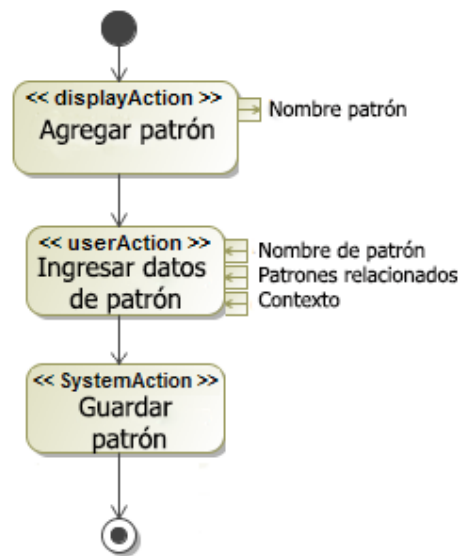 << displayAction >>
Agregar patrón
Nombre patrón
<< userAction >>
Ingresar datos
de patrón
Nombre de patrón
Patrones relacionados
Contexto
<< SystemAction >>
Guardar
patrón